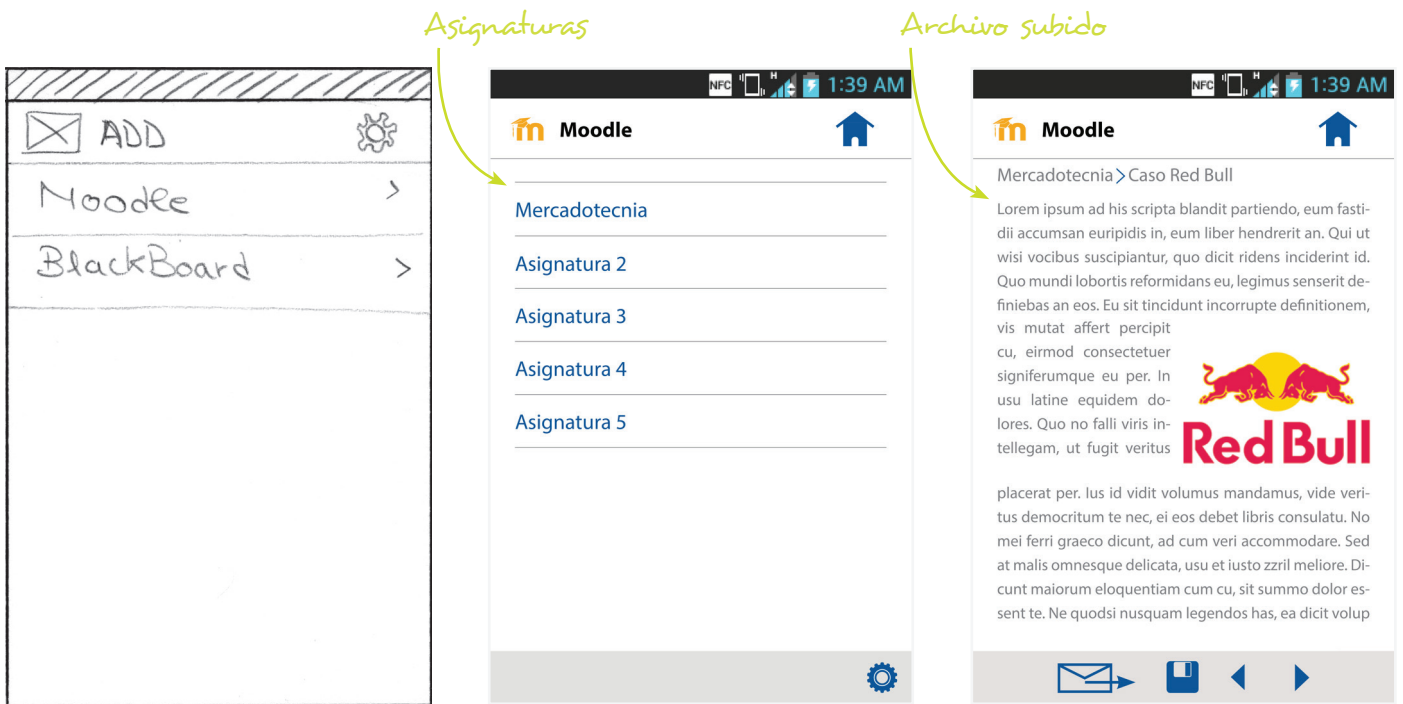 Asignaturas
Archivo subido
ADD
Moodle >
BlackBoard >
NFC H 1:39 AM
Moodle
Mercadotecnia
Asignatura 2
Asignatura 3
Asignatura 4
Asignatura 5
NFC H 1:39 AM
Moodle
Mercadotecnia > Caso Red Bull
Lorem ipsum ad his scripta blandit partiendo, eum fasti-
dii accumsan euripidis in, eum liber hendrerit an. Qui ut
wisi vocibus suscipiantur, quo dicit ridens inciderint id.
Quo mundi lobortis reformidans eu, legimus senserit de-
finiebas an eos. Eu sit tincidunt incorrupte definitionem,
vis mutat affert percipit
cu, eirmod consectetuer
signiferumque eu per. In
usu latine equidem do-
lores. Quo no falli viris in-
tellegam, ut fugit veritus
Red Bull
placerat per. Ius id vidit volumus mandamus, vide veri-
tus democritum te nec, ei eos debet libris consulatu. No
mei ferri graeco dicunt, ad cum veri accommodare. Sed
at malis omnesque delicata, usu et iusto zzril meliore. Di-
cunt maiorum eloquentiam cum cu, sit summo dolor es-
sent te. Ne quodsi nusquam legendos has, ea dicit volup